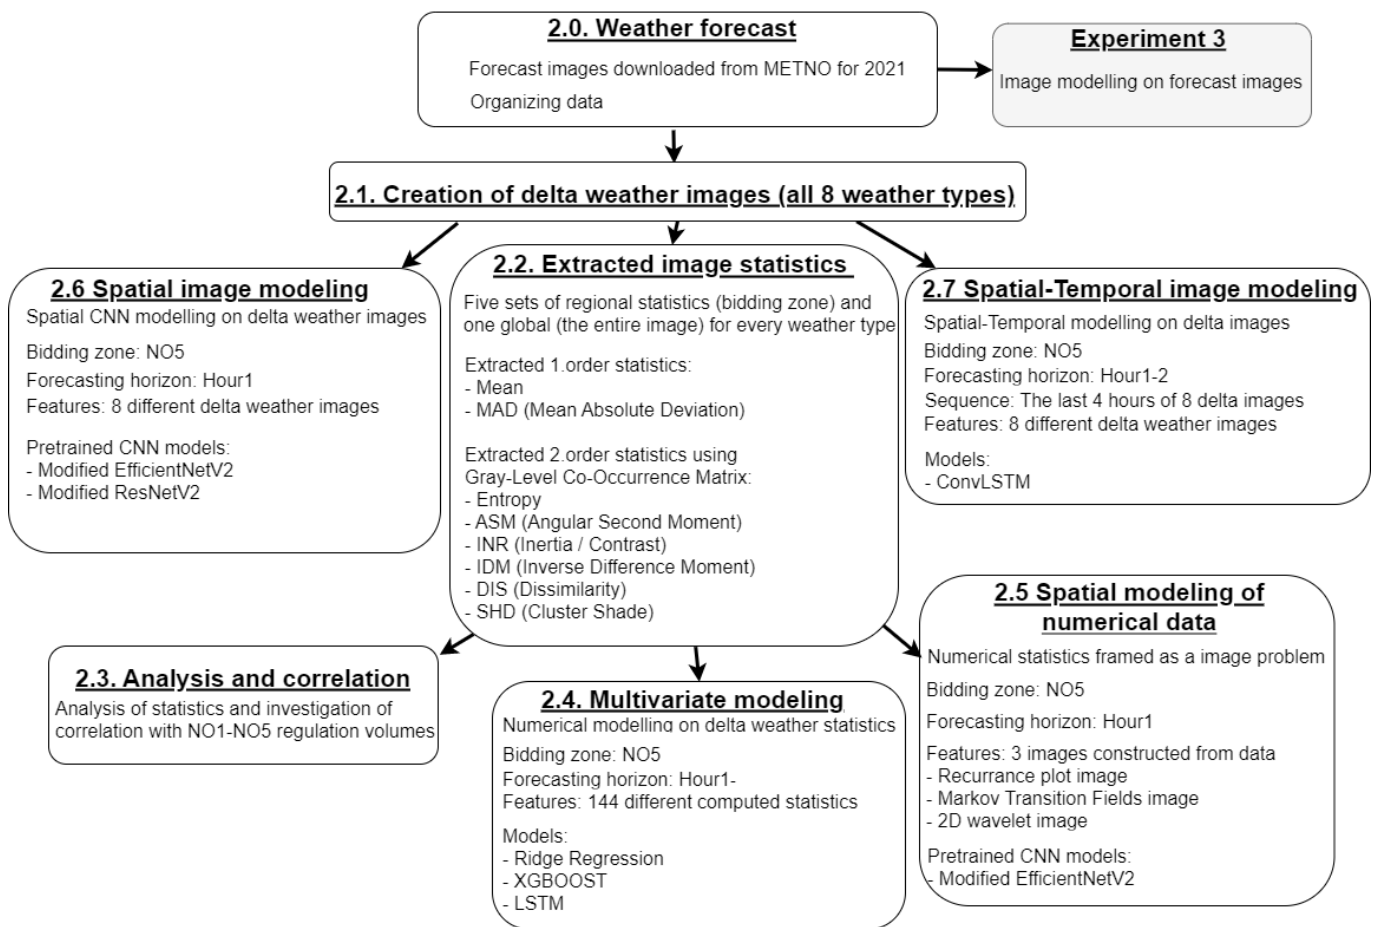 2.0. Weather forecast
Forecast images downloaded from METNO for 2021
Organizing data
Experiment 3
Image modelling on forecast images
2.1. Creation of delta weather images (all 8 weather types)
2.6 Spatial image modeling
Spatial CNN modelling on delta weather images
Bidding zone: NO5
Forecasting horizon: Hour1
Features: 8 different delta weather images
Pretrained CNN models:
- Modified EfficientNetV2
- Modified ResNetV2
2.2. Extracted image statistics
Five sets of regional statistics (bidding zone) and
one global (the entire image) for every weather type
Extracted 1.order statistics:
- Mean
- MAD (Mean Absolute Deviation)
Extracted 2.order statistics using
Gray-Level Co-Occurrence Matrix:
- Entropy
- ASM (Angular Second Moment)
- INR (Inertia / Contrast)
- IDM (Inverse Difference Moment)
- DIS (Dissimilarity)
- SHD (Cluster Shade)
2.7 Spatial-Temporal image modeling
Spatial-Temporal modelling on delta images
Bidding zone: NO5
Forecasting horizon: Hour1-2
Sequence: The last 4 hours of 8 delta images
Features: 8 different delta weather images
Models:
- ConvLSTM
2.3. Analysis and correlation
Analysis of statistics and investigation of
correlation with NO1-NO5 regulation volumes
2.4. Multivariate modeling
Numerical modelling on delta weather statistics
Bidding zone: NO5
Forecasting horizon: Hour1-
Features: 144 different computed statistics
Models:
- Ridge Regression
- XGBOOST
- LSTM
2.5 Spatial modeling of
numerical data
Numerical statistics framed as a image problem
Bidding zone: NO5
Forecasting horizon: Hour1
Features: 3 images constructed from data
- Recurrance plot image
- Markov Transition Fields image
- 2D wavelet image
Pretrained CNN models:
- Modified EfficientNetV2